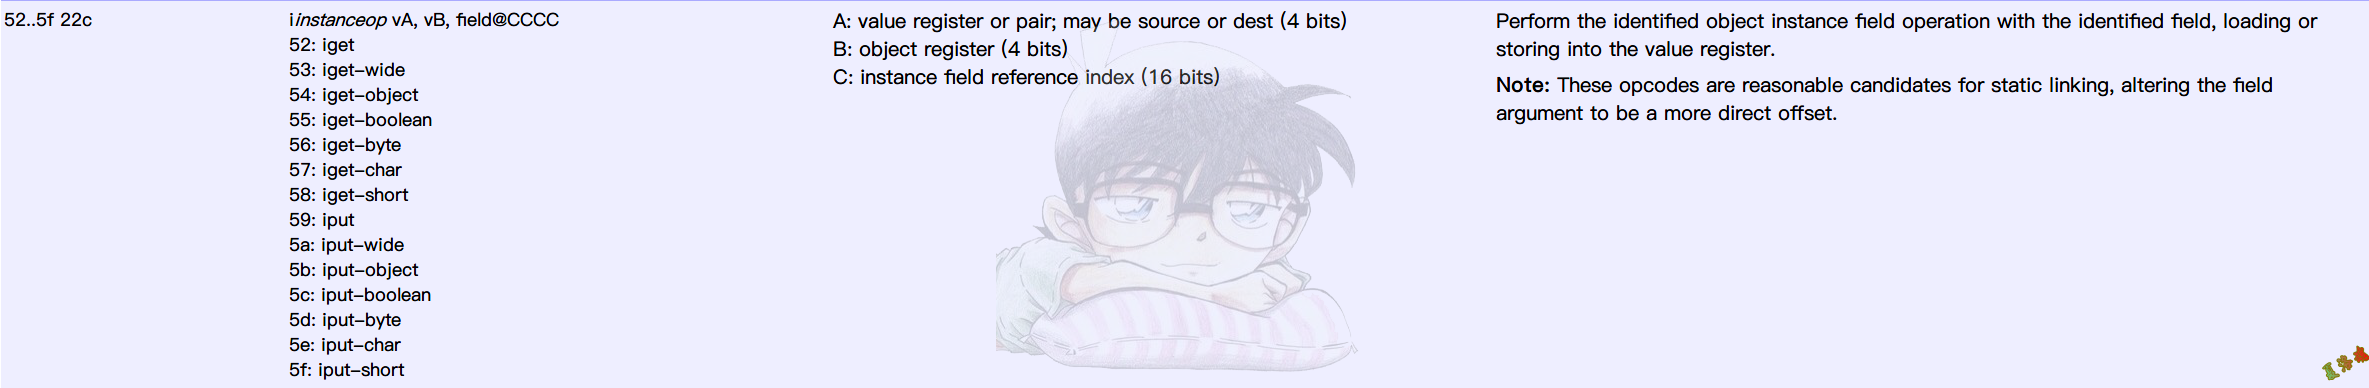 52..5f 22c
iinstanceop vA, vB, field@CCCC
52: iget
53: iget-wide
54: iget-object
55: iget-boolean
56: iget-byte
57: iget-char
58: iget-short
59: iput
5a: iput-wide
5b: iput-object
5c: iput-boolean
5d: iput-byte
5e: iput-char
5f: iput-short
A: value register or pair; may be source or dest (4 bits)
B: object register (4 bits)
C: instance field reference index (16 bits)
Perform the identified object instance field operation with the identified field, loading or
storing into the value register.
Note: These opcodes are reasonable candidates for static linking, altering the field
argument to be a more direct offset.